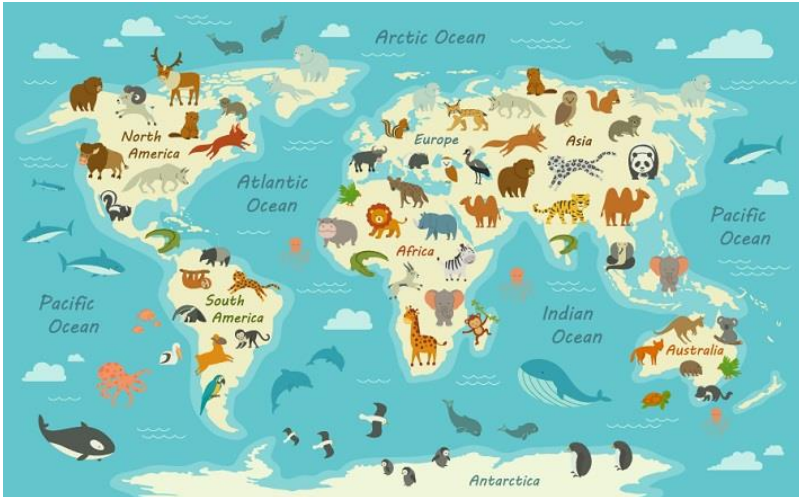 Arctic Ocean
North
America
Europe
Asia
Atlantic
Ocean
Pacific
Ocean
Africa
South
America
Pacific
Ocean
Indian
Ocean
Australia
Antarctica